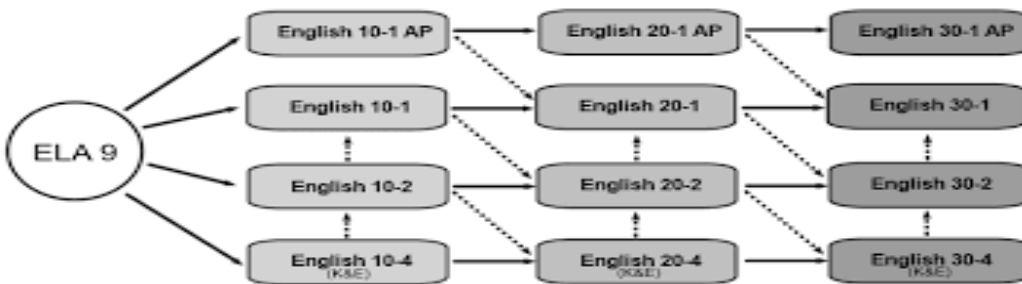 English 10-1 AP
English 20-1 AP
English 30-1 AP
English 10-1
English 20-1
English 30-1
ELA 9
English 10-2
English 20-2
English 30-2
English 10-4
(K&E)
English 20-4
(K&E)
English 30-4
(K&E)